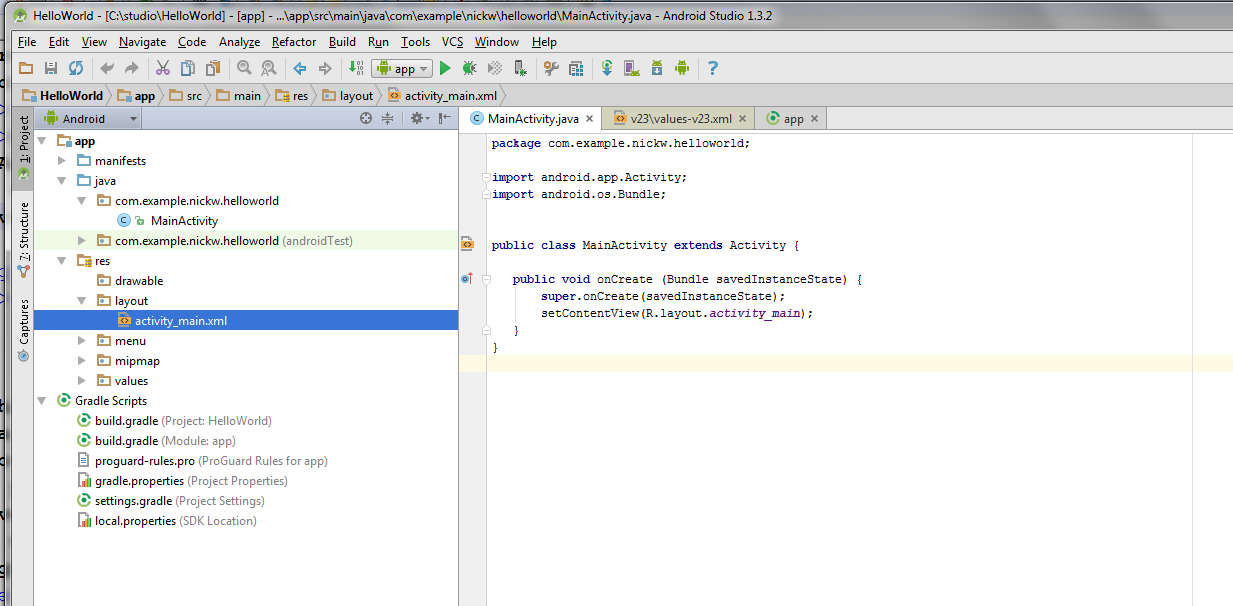 HelloWorld - [C:\studio\HelloWorld] - [app] - ...\app\src\main\java\com\example\nickw\helloworld\MainActivity.java - Android Studio 1.3.2
File Edit View Navigate Code Analyze Refactor Build Run Tools VCS Window Help
app
HelloWorld app src main res layout activity_main.xml
1: Project
7: Structure
Captures
Android
app
manifests
java
com.example.nickw.helloworld
MainActivity
com.example.nickw.helloworld (androidTest)
res
drawable
layout
activity_main.xml
menu
mipmap
values
Gradle Scripts
build.gradle (Project: HelloWorld)
build.gradle (Module: app)
proguard-rules.pro (ProGuard Rules for app)
gradle.properties (Project Properties)
settings.gradle (Project Settings)
local.properties (SDK Location)
MainActivity.java v23\values-v23.xml app
package com.example.nickw.helloworld;
import android.app.Activity;
import android.os.Bundle;
public class MainActivity extends Activity {
public void onCreate (Bundle savedInstanceState) {
super.onCreate(savedInstanceState);
setContentView(R.layout.activity_main);
}
}